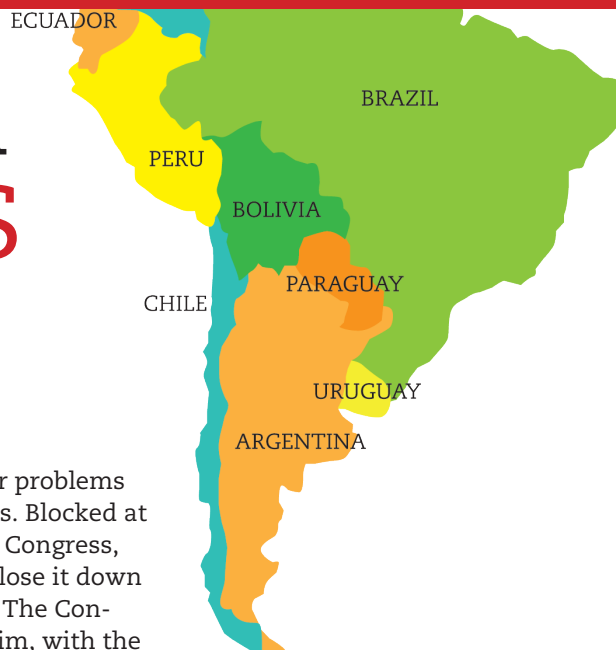 ECUADOR
BRAZIL
PERU
BOLIVIA
PARAGUAY
CHILE
URUGUAY
ARGENTINA
r problems
s. Blocked at
Congress,
lose it down
The Con-
im, with the